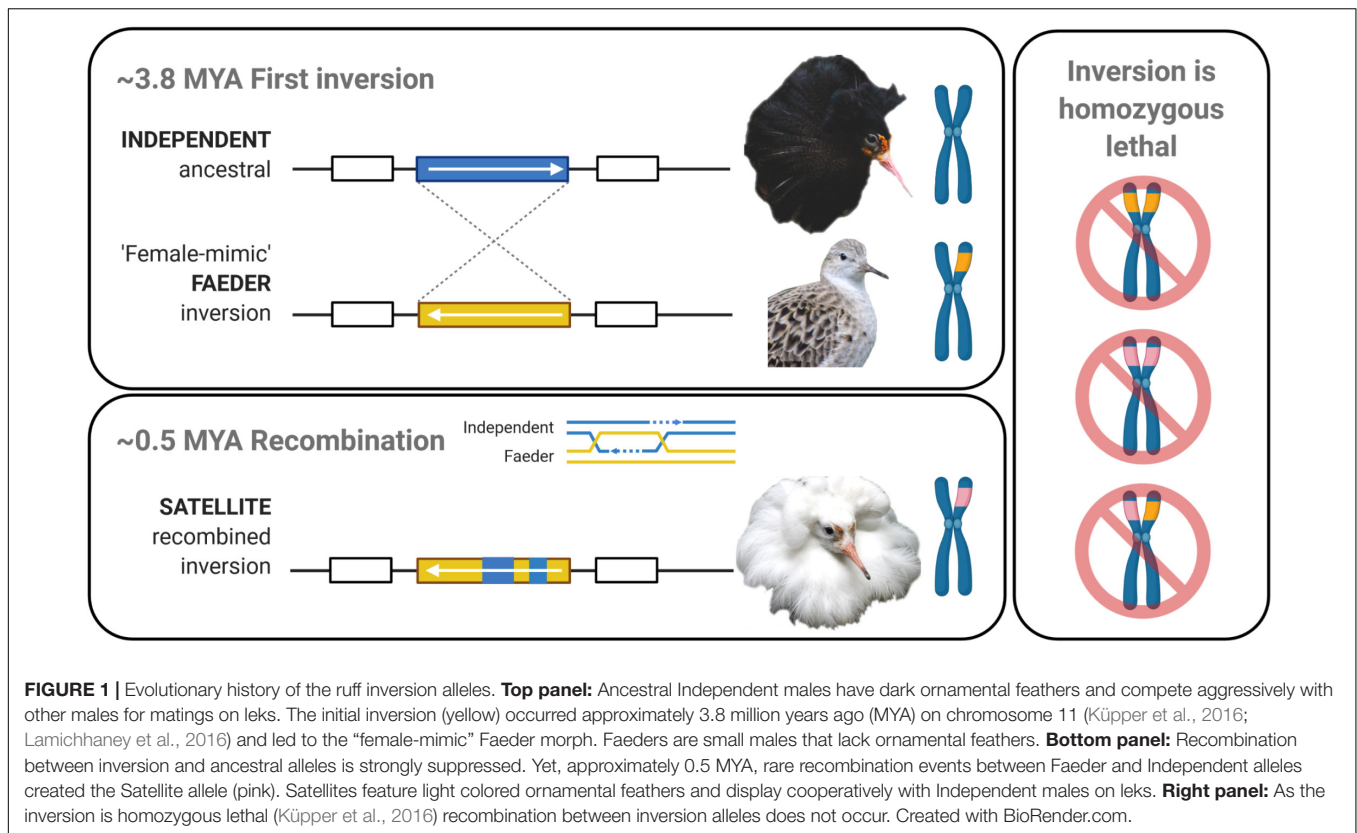 ~3.8 MYA First inversion
INDEPENDENT
ancestral
'Female-mimic'
FAEDER
inversion
~0.5 MYA Recombination
Independent
Faeder
SATELLITE
recombined
inversion
Inversion is
homozygous
lethal
FIGURE 1 | Evolutionary history of the ruff inversion alleles. Top panel: Ancestral Independent males have dark ornamental feathers and compete aggressively with
other males for matings on leks. The initial inversion (yellow) occurred approximately 3.8 million years ago (MYA) on chromosome 11 (Küpper et al., 2016;
Lamichhaney et al., 2016) and led to the “female-mimic” Faeder morph. Faeders are small males that lack ornamental feathers. Bottom panel: Recombination
between inversion and ancestral alleles is strongly suppressed. Yet, approximately 0.5 MYA, rare recombination events between Faeder and Independent alleles
created the Satellite allele (pink). Satellites feature light colored ornamental feathers and display cooperatively with Independent males on leks. Right panel: As the
inversion is homozygous lethal (Küpper et al., 2016) recombination between inversion alleles does not occur. Created with BioRender.com.